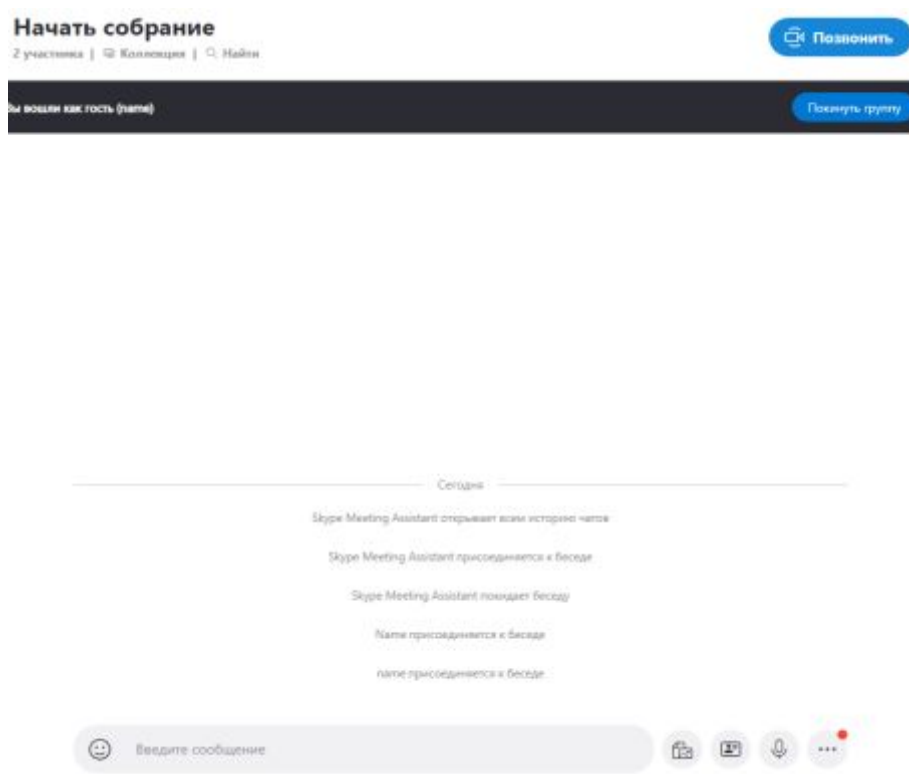 Начать собрание
Позвонить
2 участника | Коллекция | Найти
Вы вошли как гость (name)
Покинуть группу
Сегодня
Skype Meeting Assistant открывает всем историю чатов
Skype Meeting Assistant присоединяется к беседе
Skype Meeting Assistant покидает беседу
Name присоединяется к беседе
name присоединяется к беседе
Введите сообщение